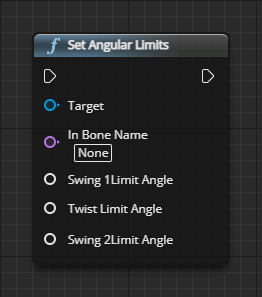 f Set Angular Limits
Target
In Bone Name
None
Swing 1Limit Angle
Twist Limit Angle
Swing 2Limit Angle